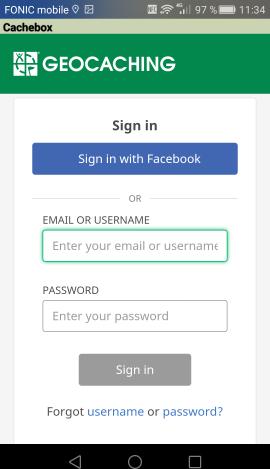 FONIC mobile 97 % 11:34
Cachebox
GEOCACHING
Sign in
Sign in with Facebook
OR
EMAIL OR USERNAME
Enter your email or username
PASSWORD
Enter your password
Sign in
Forgot username or password?